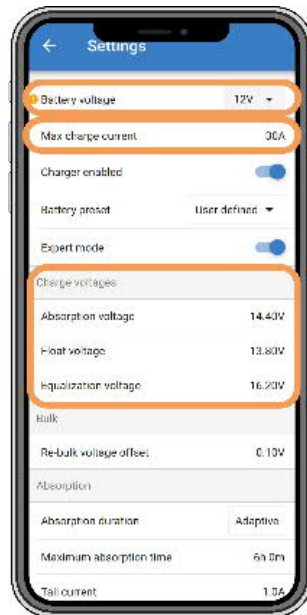 Settings
Battery voltage 12V
Max charge current 30A
Charger enabled
Battery preset User defined
Expert mode
Charge voltages
Absorption voltage 14.40V
Float voltage 13.80V
Equalization voltage 16.20V
Bulk
Re-bulk voltage offset 0.10V
Absorption
Absorption duration Adaptive
Maximum absorption time 6h 0m
Tail current 1.0A